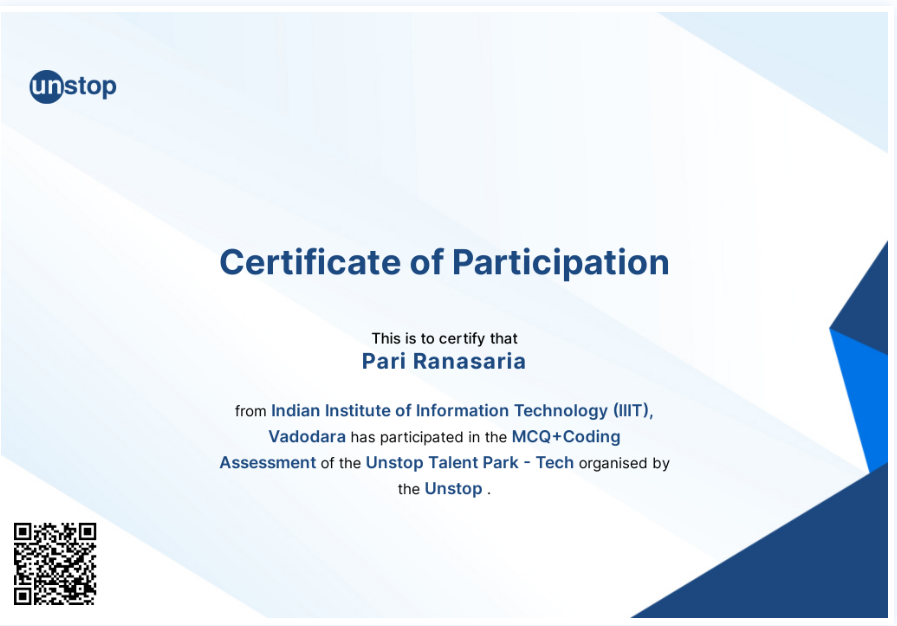 unstop
Certificate of Participation
This is to certify that
Pari Ranasaria
from Indian Institute of Information Technology (IIIT),
Vadodara has participated in the MCQ+Coding
Assessment of the Unstop Talent Park - Tech organised by
the Unstop .